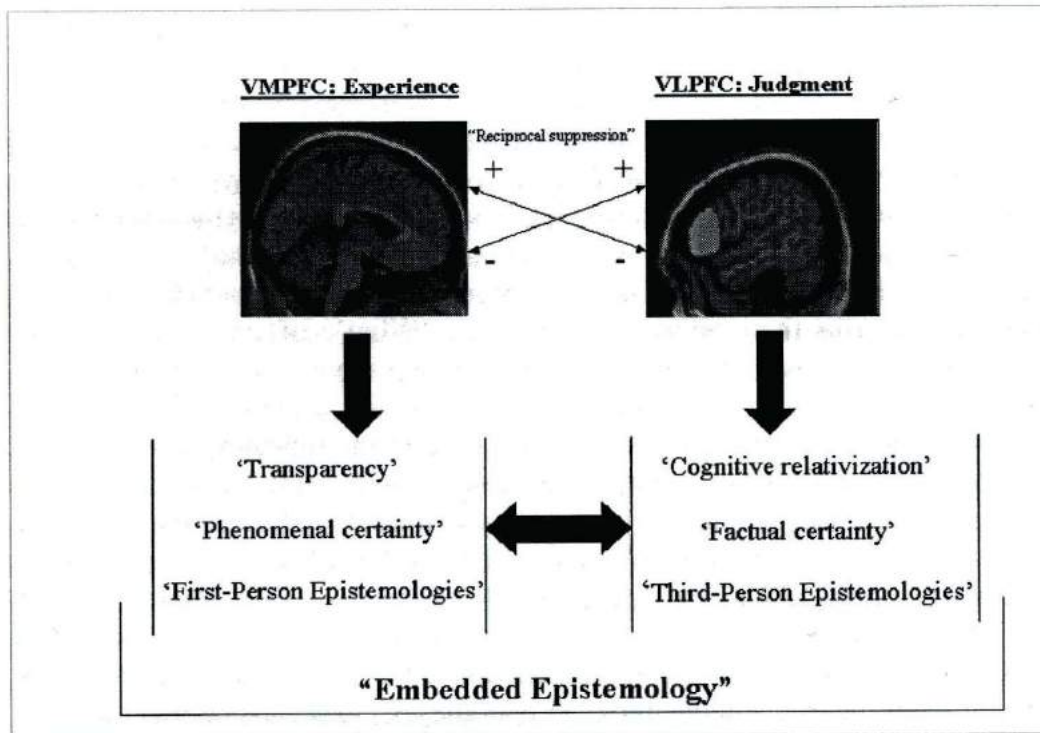 VMPFC: Experience
VLPFC: Judgment
“Reciprocal suppression”
+ +
- -
‘Transparency’
‘Cognitive relativization’
‘Phenomenal certainty’
‘Factual certainty’
‘First-Person Epistemologies’
‘Third-Person Epistemologies’
“Embedded Epistemology”